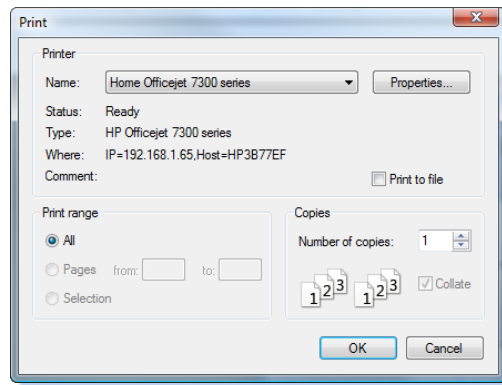 Print
Printer
Name: Home Officejet 7300 series Properties...
Status: Ready
Type: HP Officejet 7300 series
Where: IP=192.168.1.65,Host=HP3B77EF
Comment: Print to file
Print range
All
Pages from: to:
Selection
Copies
Number of copies: 1
1 2 3 1 2 3 Collate
OK Cancel